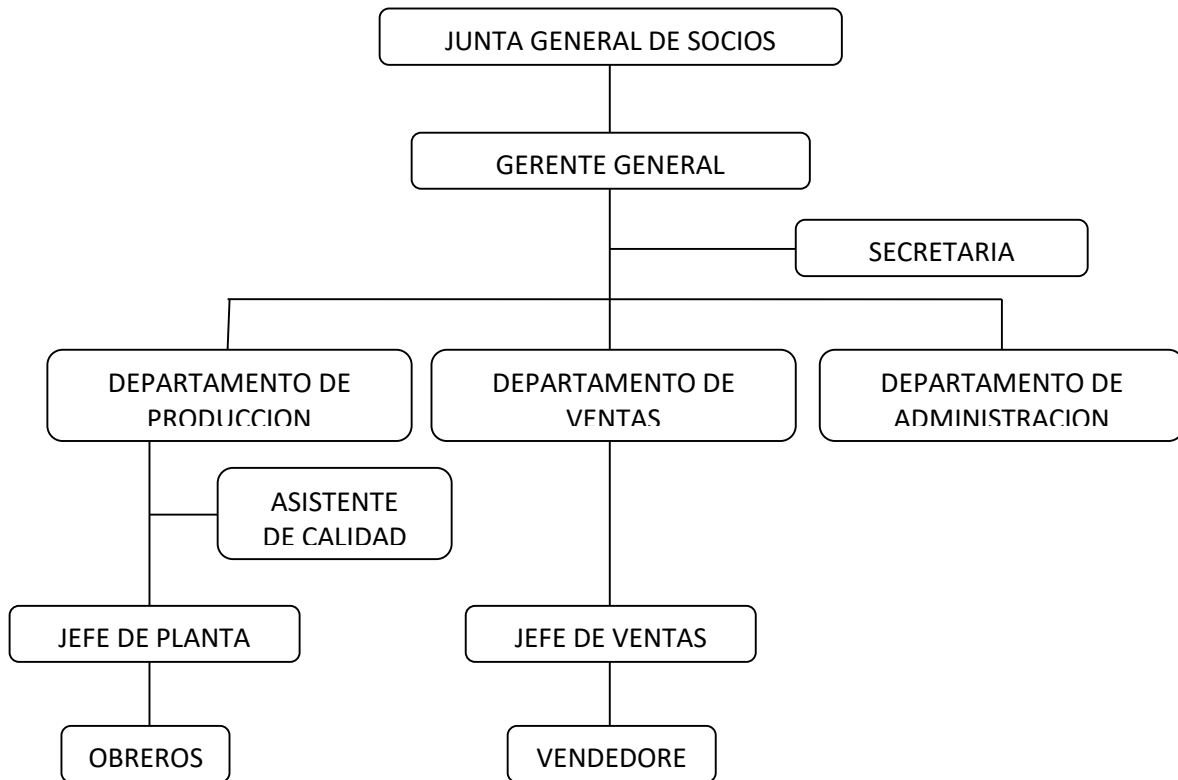 JUNTA GENERAL DE SOCIOS
GERENTE GENERAL
SECRETARIA
DEPARTAMENTO DE
PRODUCCION
DEPARTAMENTO DE
VENTAS
DEPARTAMENTO DE
ADMINISTRACION
ASISTENTE
DE CALIDAD
JEFE DE PLANTA
JEFE DE VENTAS
OBREROS
VENDEDORE